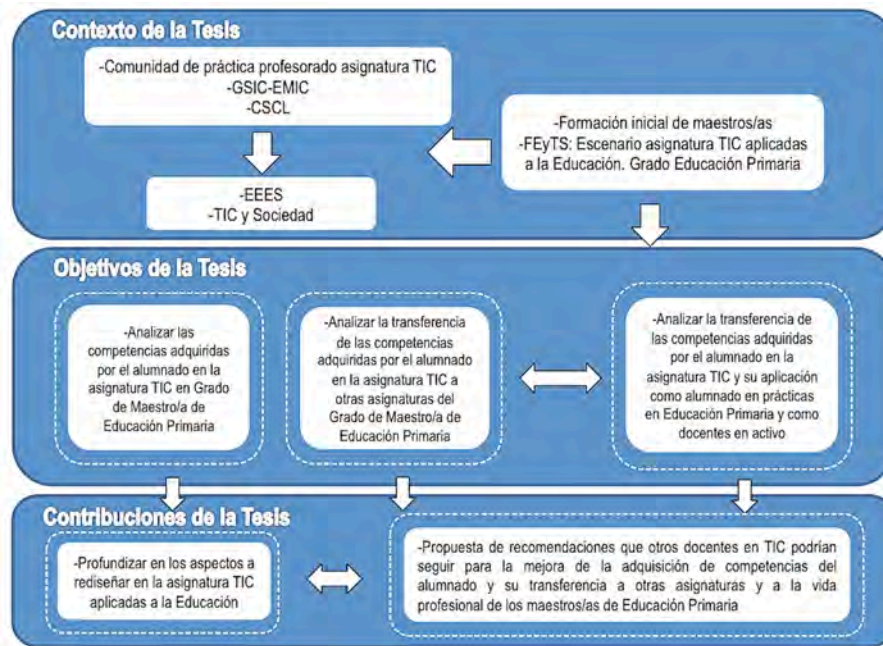 Contexto de la Tesis
-Comunidad de práctica profesorado asignatura TIC
-GSIC-EMIC
-CSCL
-Formación inicial de maestros/as
-FEyTS: Escenario asignatura TIC aplicadas
a la Educación. Grado Educación Primaria
-EEES
-TIC y Sociedad
Objetivos de la Tesis
-Analizar las
competencias adquiridas
por el alumnado en la
asignatura TIC en Grado
de Maestro/a de
Educación Primaria
-Analizar la transferencia
de las competencias
adquiridas por el alumnado
en la asignatura TIC a
otras asignaturas del
Grado de Maestro/a de
Educación Primaria
-Analizar la transferencia de
las competencias adquiridas
por el alumnado en la
asignatura TIC y su aplicación
como alumnado en prácticas
en Educación Primaria y como
docentes en activo
Contribuciones de la Tesis
-Profundizar en los aspectos a
rediseñar en la asignatura TIC
aplicadas a la Educación
-Propuesta de recomendaciones que otros docentes en TIC podrían
seguir para la mejora de la adquisición de competencias del
alumnado y su transferencia a otras asignaturas y a la vida
profesional de los maestros/as de Educación Primaria